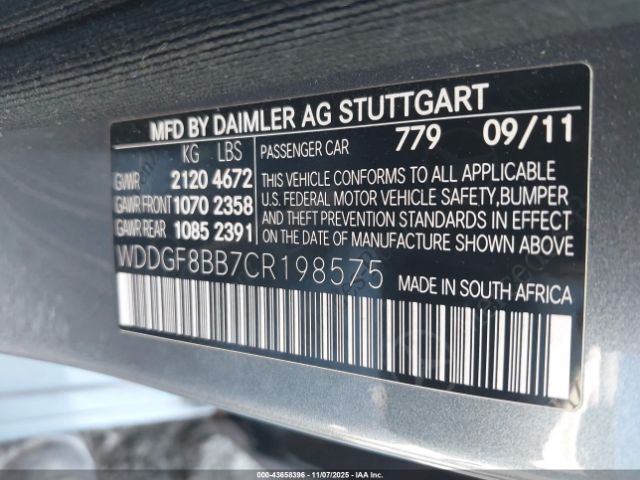 MFD BY DAIMLER AG STUTTGART
KG LBS PASSENGER CAR 779 09/11
GVWR 2120 4672
GAWR FRONT 1070 2358
GAWR REAR 1085 2391
THIS VEHICLE CONFORMS TO ALL APPLICABLE
U.S. FEDERAL MOTOR VEHICLE SAFETY, BUMPER
AND THEFT PREVENTION STANDARDS IN EFFECT
ON THE DATE OF MANUFACTURE SHOWN ABOVE
WDDGF8BB7CR198575
MADE IN SOUTH AFRICA
00-43658396 - 11/07/2025 - IAA Inc.